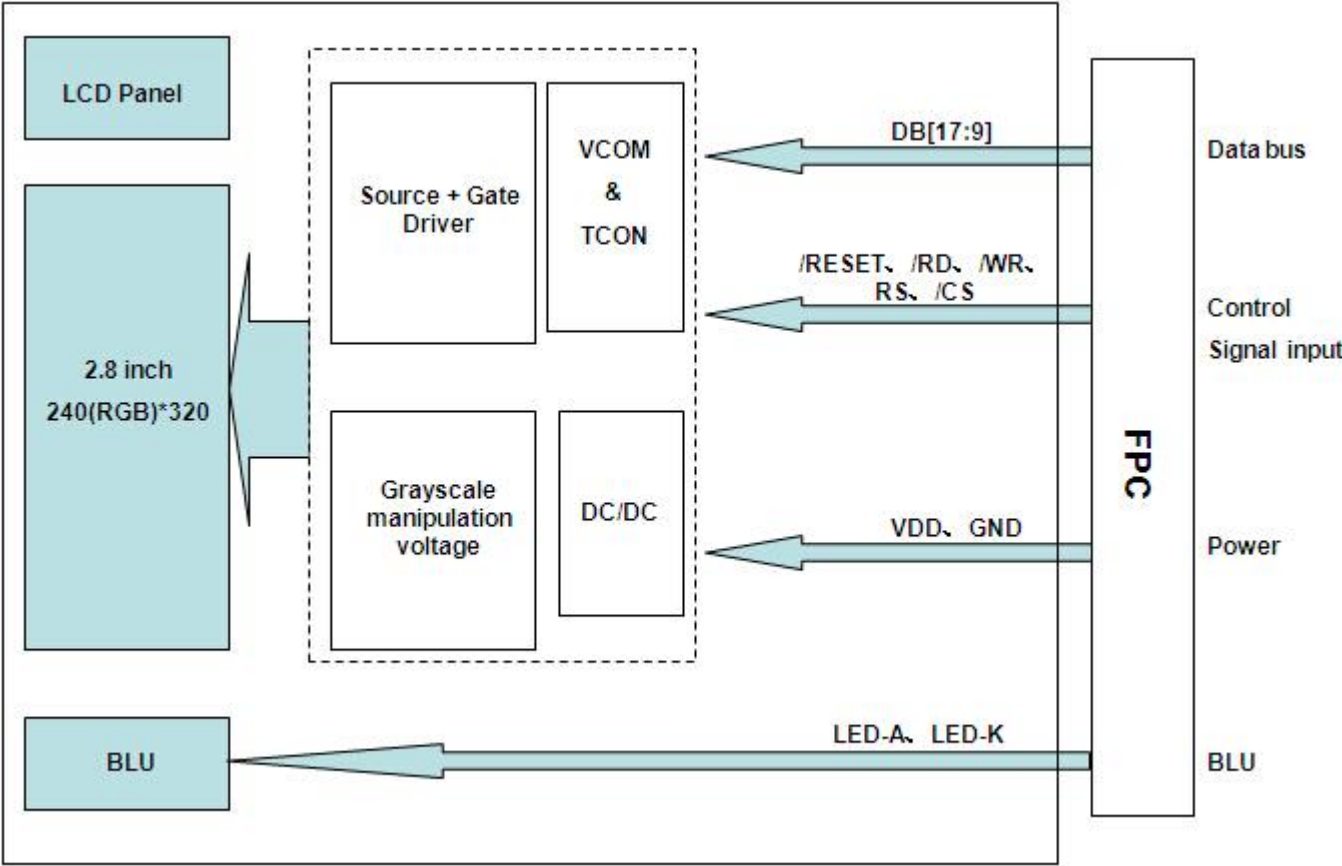 LCD Panel
2.8 inch
240(RGB)*320
BLU
Source + Gate
Driver
VCOM
&
TCON
Grayscale
manipulation
voltage
DC/DC
DB[17:9]
/RESET、/RD、/WR、
RS、/CS
VDD、GND
LED-A、LED-K
FPC
Data bus
Control
Signal input
Power
BLU